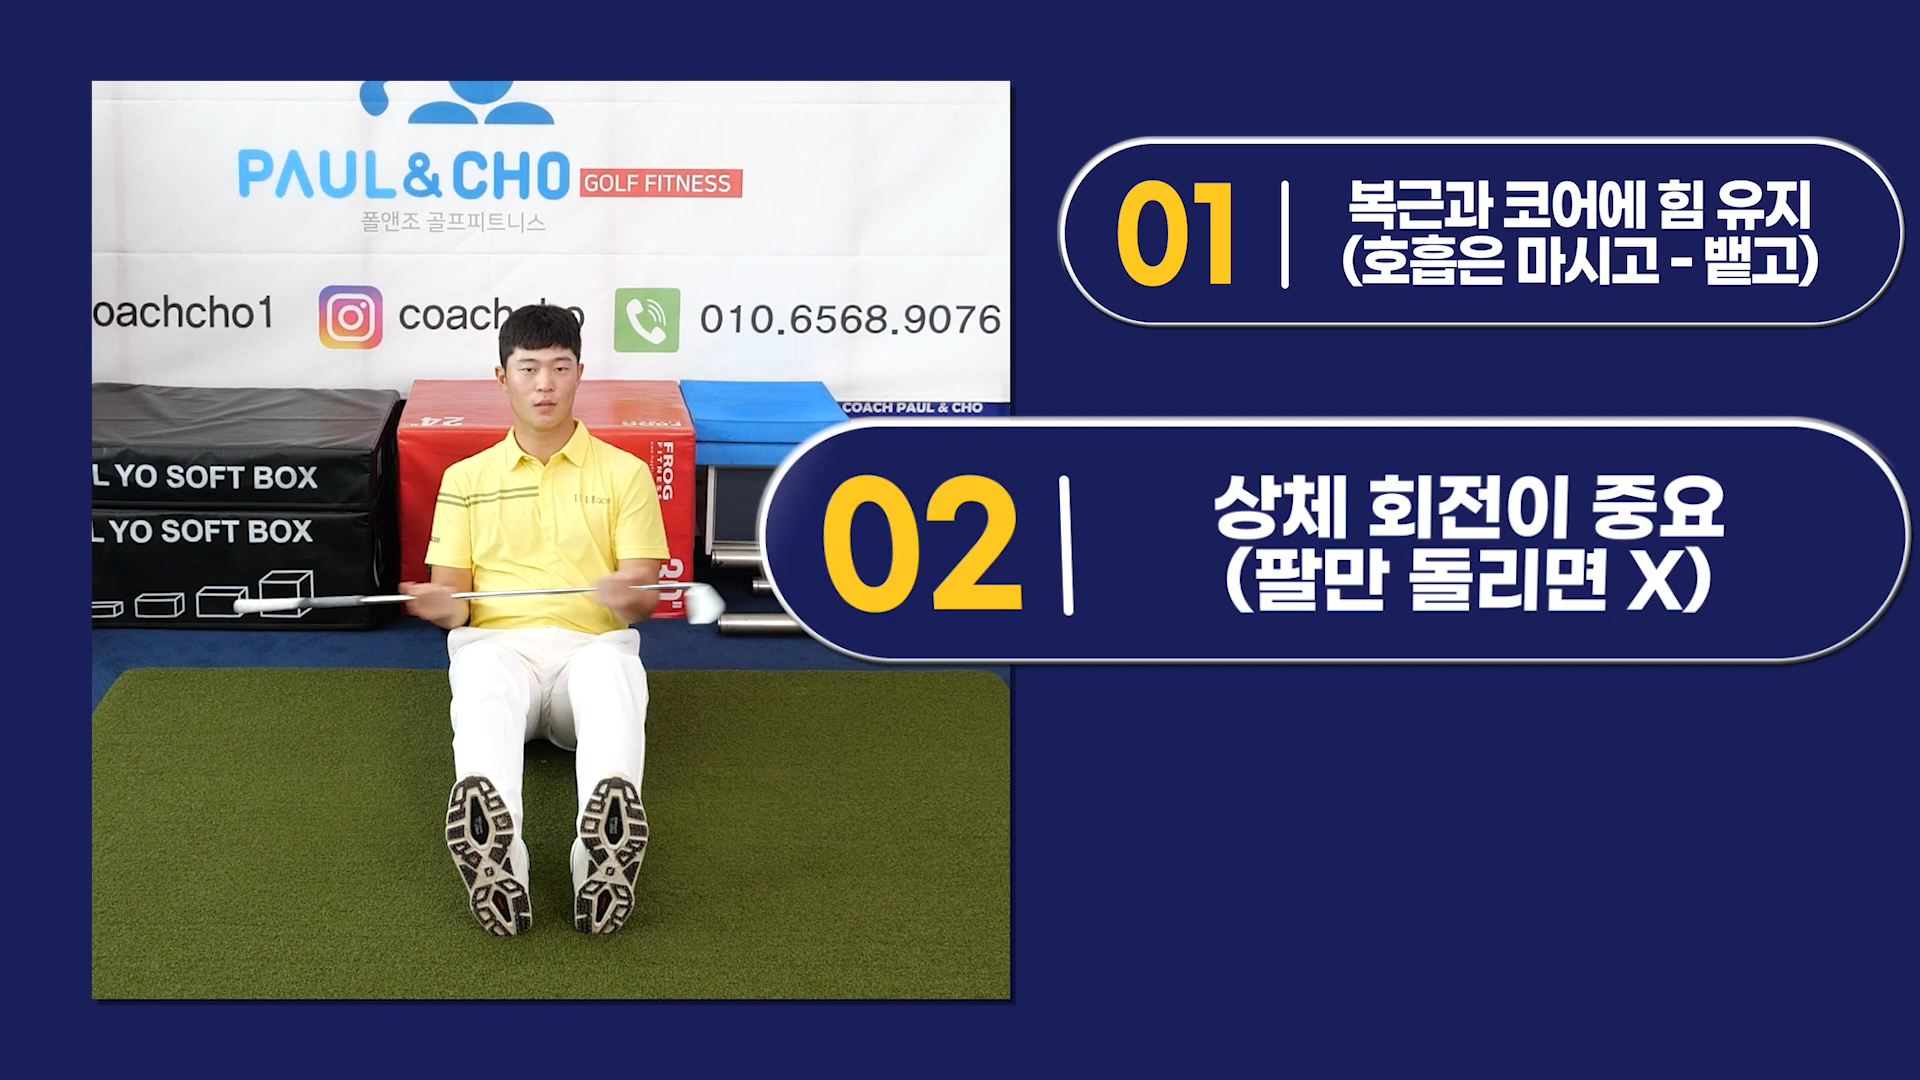 PAUL&CHO GOLF FITNESS
폴앤조 골프피트니스
oachcho1
010.6568.9076
COACH PAUL & CHO
24"
FROG
FITNESS
L YO SOFT BOX
L YO SOFT BOX
01
복근과 코어에 힘 유지
(호흡은 마시고 - 뱉고)
02
상체 회전이 중요
(팔만 돌리면 X)